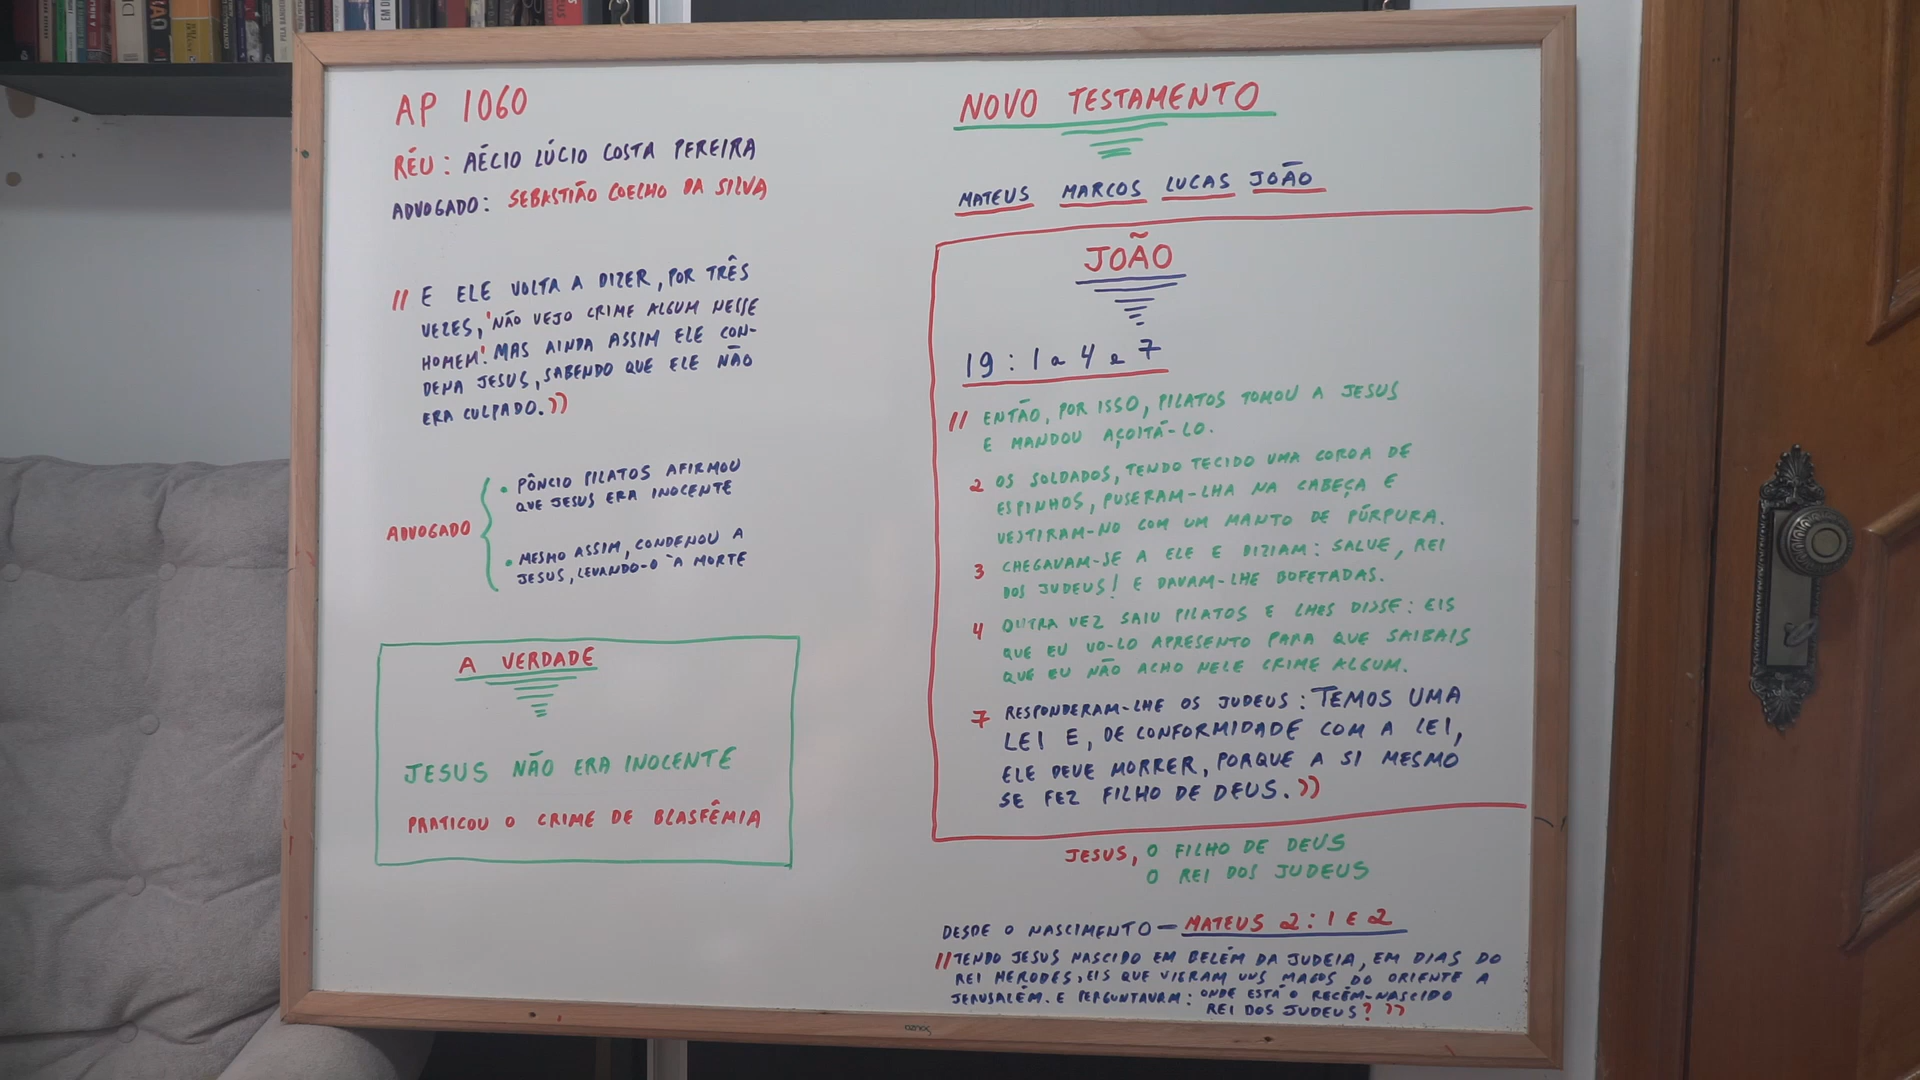 AP 1060
RÉU: AÉCIO LÚCIO COSTA PEREIRA
ADVOGADO: SEBASTIÃO COELHO DA SILVA
" E ELE VOLTA A DIZER, POR TRÊS
VEZES, 'NÃO VEJO CRIME ALGUM NESSE
HOMEM'. MAS AINDA ASSIM ELE CON-
DENA JESUS, SABENDO QUE ELE NÃO
ERA CULPADO. "
ADVOGADO
• PÔNCIO PILATOS AFIRMOU
QUE JESUS ERA INOCENTE
• MESMO ASSIM, CONDENOU A
JESUS, LEVANDO-O À MORTE
A VERDADE
JESUS NÃO ERA INOCENTE
PRATICOU O CRIME DE BLASFÊMIA
NOVO TESTAMENTO
MATEUS MARCOS LUCAS JOÃO
JOÃO
19 : 1 a 4 e 7
" ENTÃO, POR ISSO, PILATOS TOMOU A JESUS
E MANDOU AÇOITÁ-LO.
2 OS SOLDADOS, TENDO TECIDO UMA COROA DE
ESPINHOS, PUSERAM-LHA NA CABEÇA E
VESTIRAM-NO COM UM MANTO DE PÚRPURA.
3 CHEGAVAM-SE A ELE E DIZIAM: SALVE, REI
DOS JUDEUS! E DAVAM-LHE BOFETADAS.
4 OUTRA VEZ SAIU PILATOS E LHES DISSE: EIS
QUE EU VO-LO APRESENTO PARA QUE SAIBAIS
QUE EU NÃO ACHO NELE CRIME ALGUM.
7 RESPONDERAM-LHE OS JUDEUS: TEMOS UMA
LEI E, DE CONFORMIDADE COM A LEI,
ELE DEVE MORRER, PORQUE A SI MESMO
SE FEZ FILHO DE DEUS. "
JESUS, O FILHO DE DEUS
O REI DOS JUDEUS
DESDE O NASCIMENTO — MATEUS 2 : 1 E 2
" TENDO JESUS NASCIDO EM BELÉM DA JUDEIA, EM DIAS DO
REI HERODES, EIS QUE VIERAM UNS MAGOS DO ORIENTE A
JERUSALÉM. E PERGUNTAVAM: ONDE ESTÁ O RECÉM-NASCIDO
REI DOS JUDEUS? "